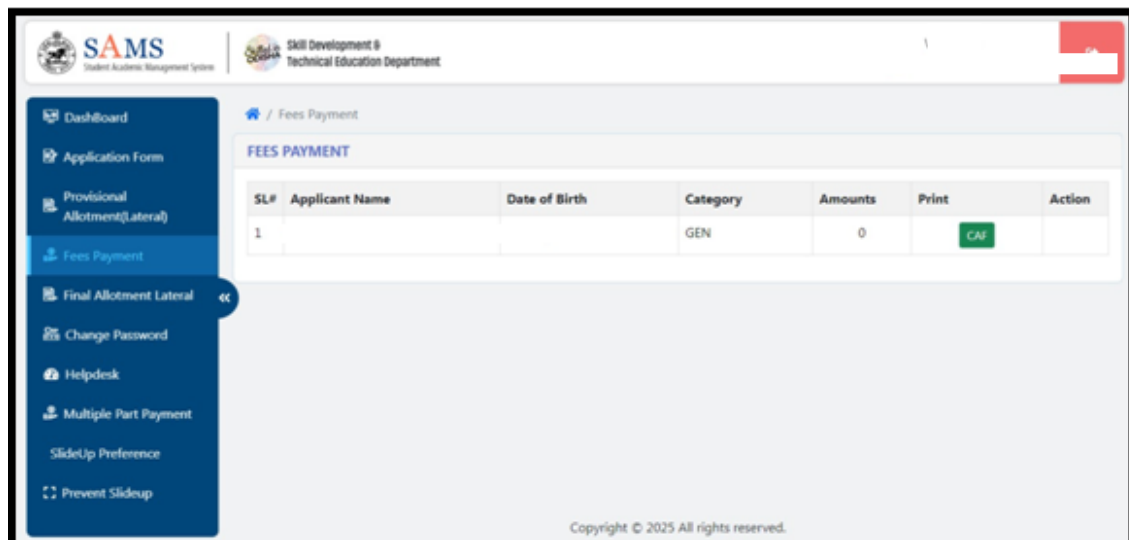 SAMS
Student Academic Management System
Skill Development &
Technical Education Department
DashBoard
Application Form
Provisional
Allotment(Lateral)
Fees Payment
Final Allotment Lateral
«
Change Password
Helpdesk
Multiple Part Payment
SlideUp Preference
Prevent Slideup
/ Fees Payment
FEES PAYMENT
SL# Applicant Name Date of Birth Category Amounts Print Action
1 GEN 0 CAF
Copyright © 2025 All rights reserved.